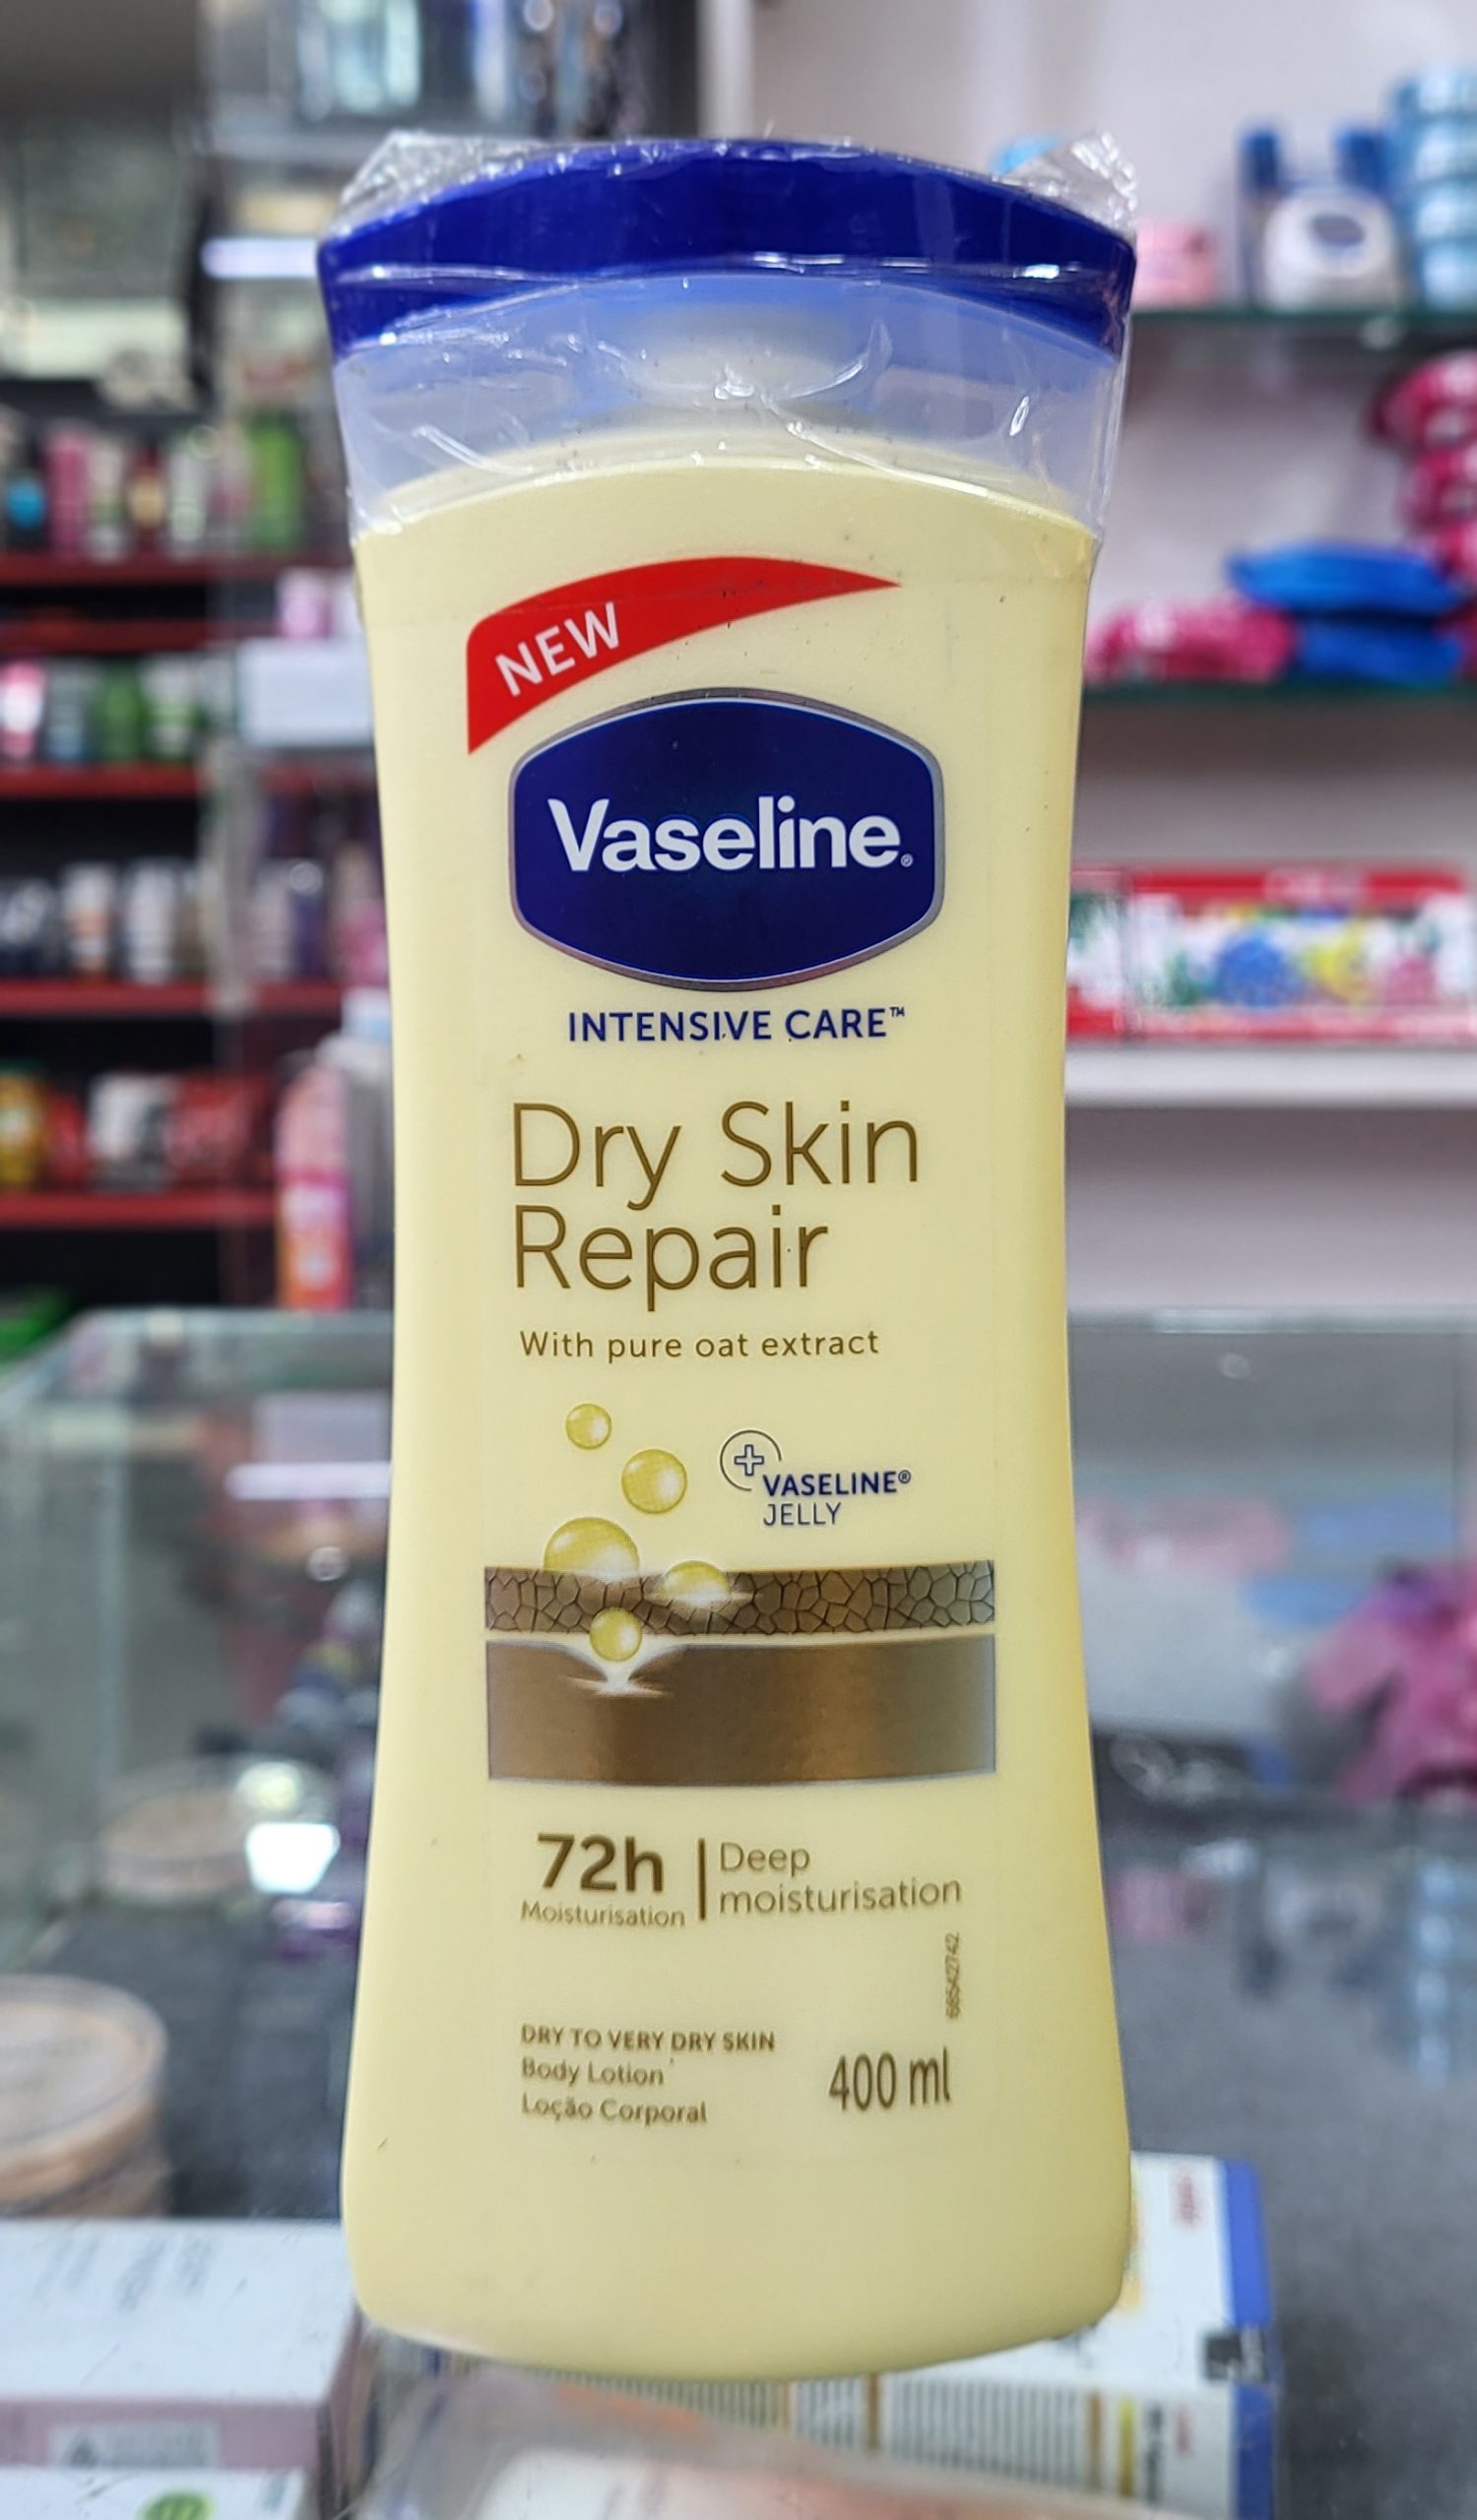 NEW
Vaseline®
INTENSIVE CARE™
Dry Skin
Repair
With pure oat extract
VASELINE®
JELLY
72h
Moisturisation
Deep
moisturisation
68542742
DRY TO VERY DRY SKIN
Body Lotion
Loção Corporal
400 ml